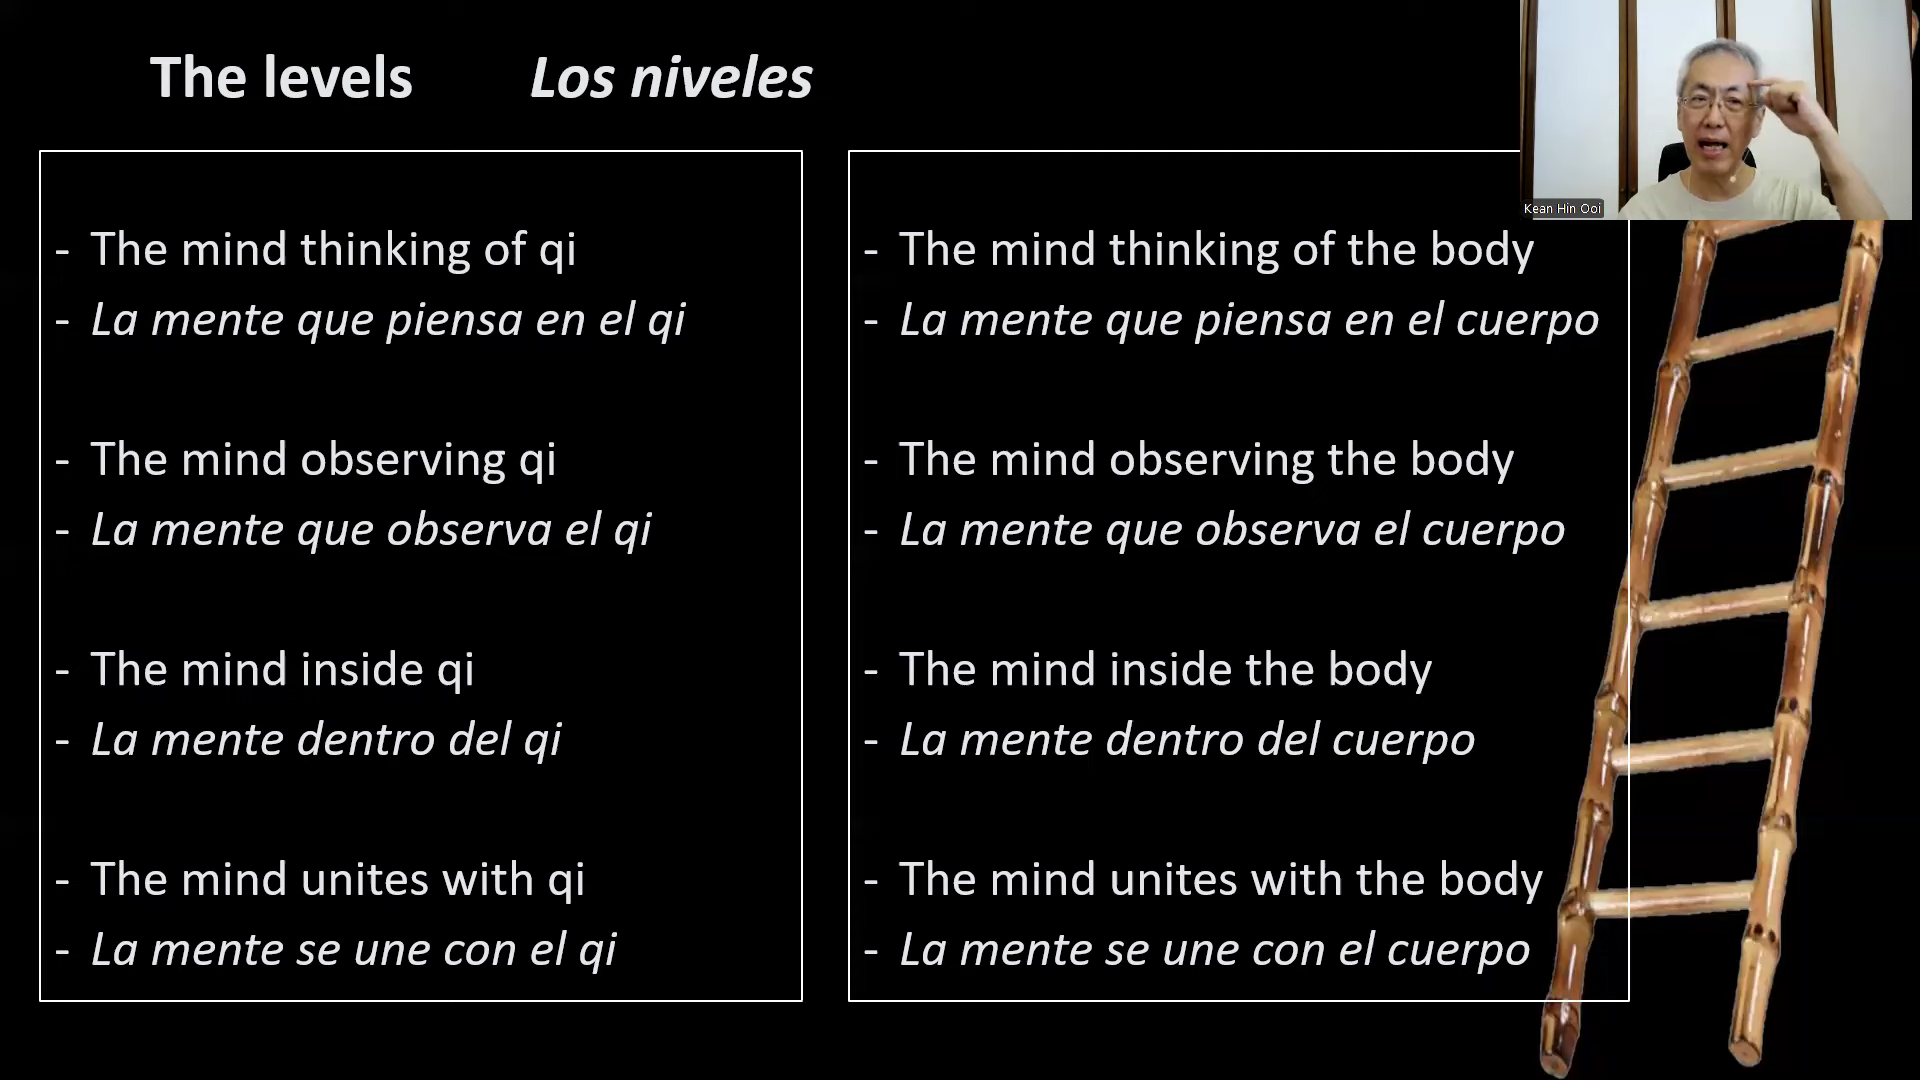 The levels Los niveles
- The mind thinking of qi
- La mente que piensa en el qi
- The mind observing qi
- La mente que observa el qi
- The mind inside qi
- La mente dentro del qi
- The mind unites with qi
- La mente se une con el qi
- The mind thinking of the body
- La mente que piensa en el cuerpo
- The mind observing the body
- La mente que observa el cuerpo
- The mind inside the body
- La mente dentro del cuerpo
- The mind unites with the body
- La mente se une con el cuerpo
Kean Hin Ooi